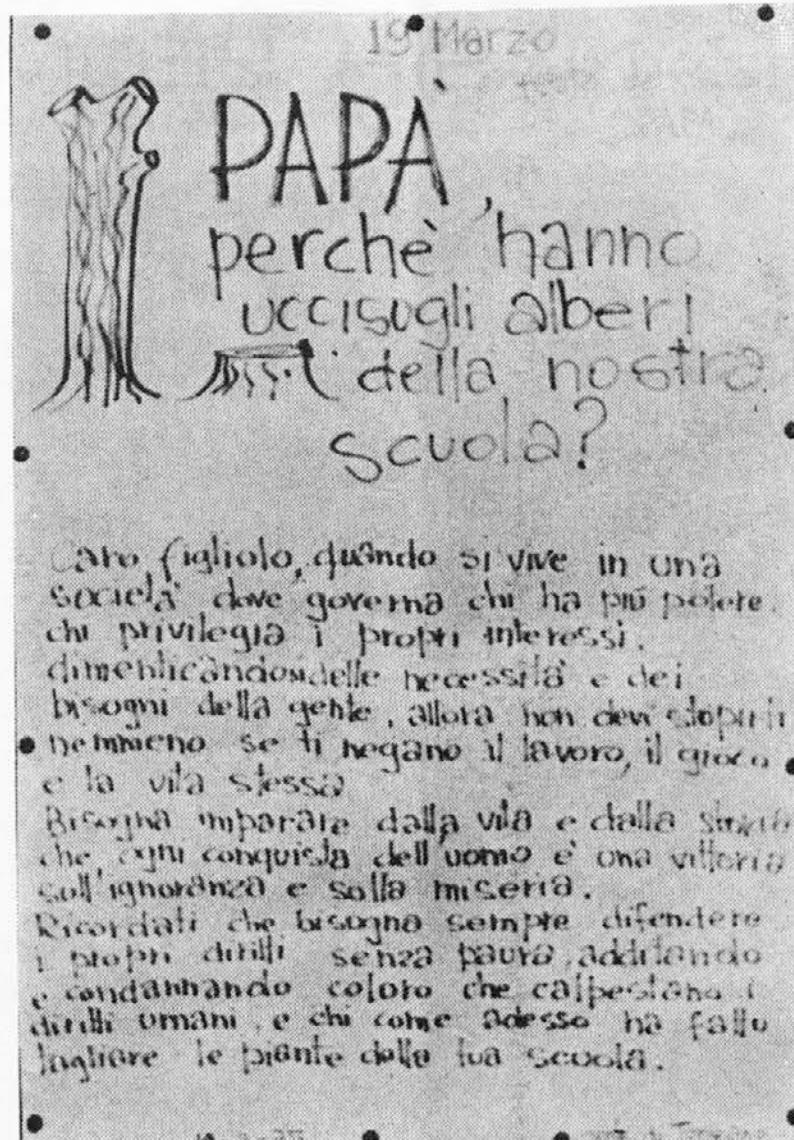 19 Marzo
PAPÀ
perchè hanno
uccisogli alberi
della nostra
scuola?
Caro figliolo, quando si vive in una
società dove governa chi ha più potere.
chi privilegia i propri interessi,
dimenticandosi delle necessità e dei
bisogni della gente, allora non devi stupirti
nemmeno se ti negano il lavoro, il gioco
e la vita stessa
Bisogna imparare dalla vita e dalla storia
che ogni conquista dell'uomo è una vittoria
sull'ignoranza e sulla miseria.
Ricordati che bisogna sempre difendere
i propri diritti senza paura, additando
e condannando coloro che calpestano i
diritti umani, e chi come adesso ha fatto
tagliare le piante della tua scuola.